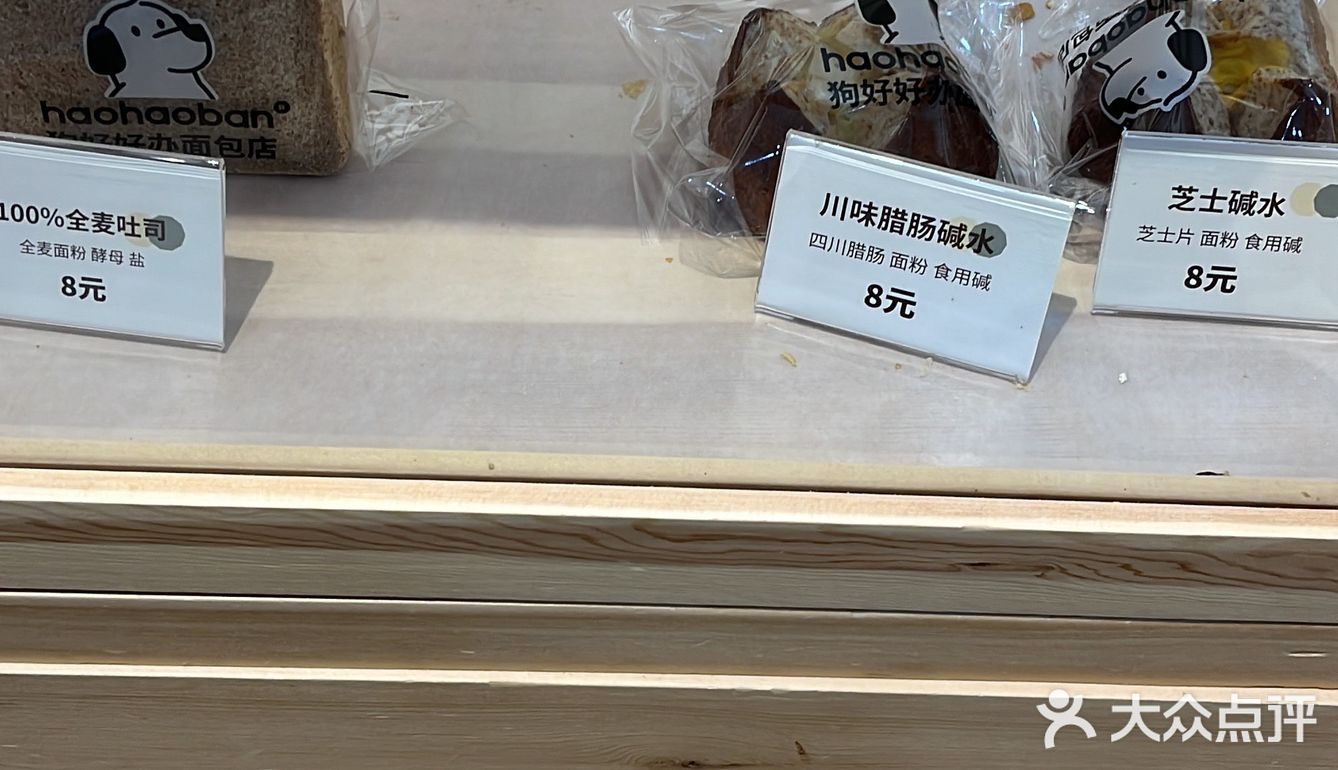 haohaoban
狗好好办面包店
100%全麦吐司
全麦面粉 酵母 盐
8元
haohao
狗好好办
川味腊肠碱水
四川腊肠 面粉 食用碱
8元
haohaoban
芝士碱水
芝士片 面粉 食用碱
8元
大众点评